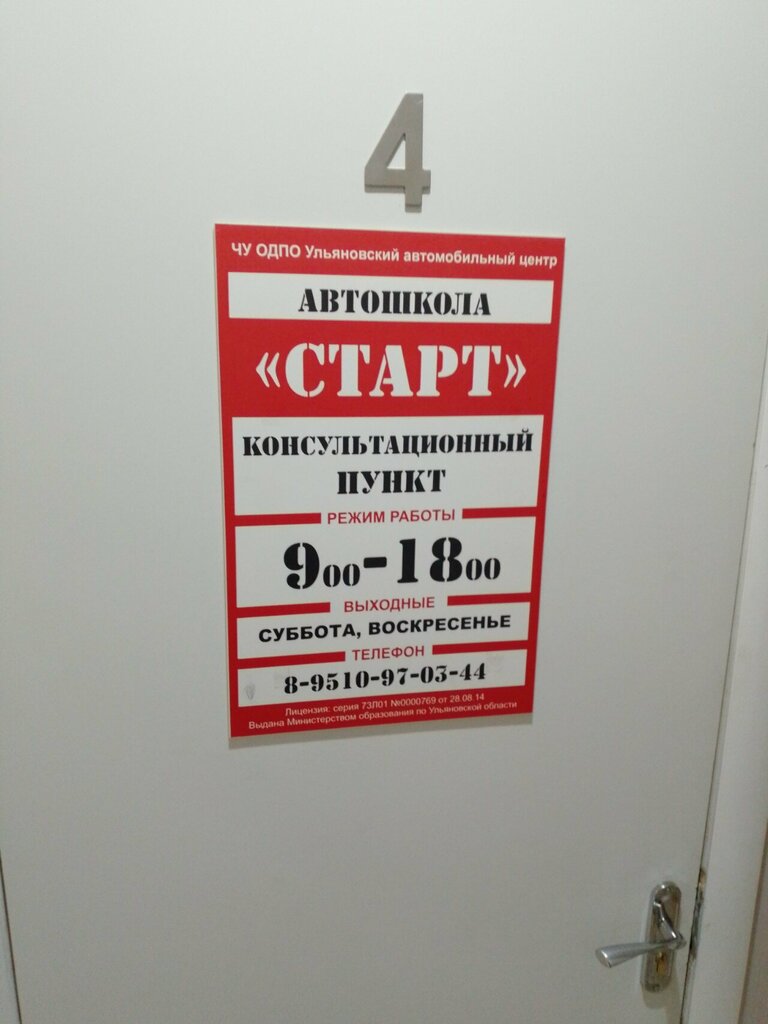 4
ЧУ ОДПО Ульяновский автомобильный центр
АВТОШКОЛА
«СТАРТ»
КОНСУЛЬТАЦИОННЫЙ
ПУНКТ
РЕЖИМ РАБОТЫ
900-1800
ВЫХОДНЫЕ
СУББОТА, ВОСКРЕСЕНЬЕ
ТЕЛЕФОН
8-9510-97-03-44
Лицензия: серия 73Л01 №0000769 от 28.08.14
Выдана Министерством образования по Ульяновской области